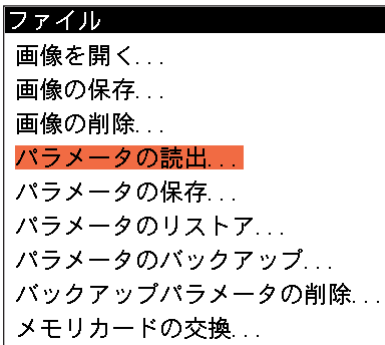 ファイル
画像を開く...
画像の保存...
画像の削除...
パラメータの読出...
パラメータの保存...
パラメータのリストア...
パラメータのバックアップ...
バックアップパラメータの削除...
メモリカードの交換...